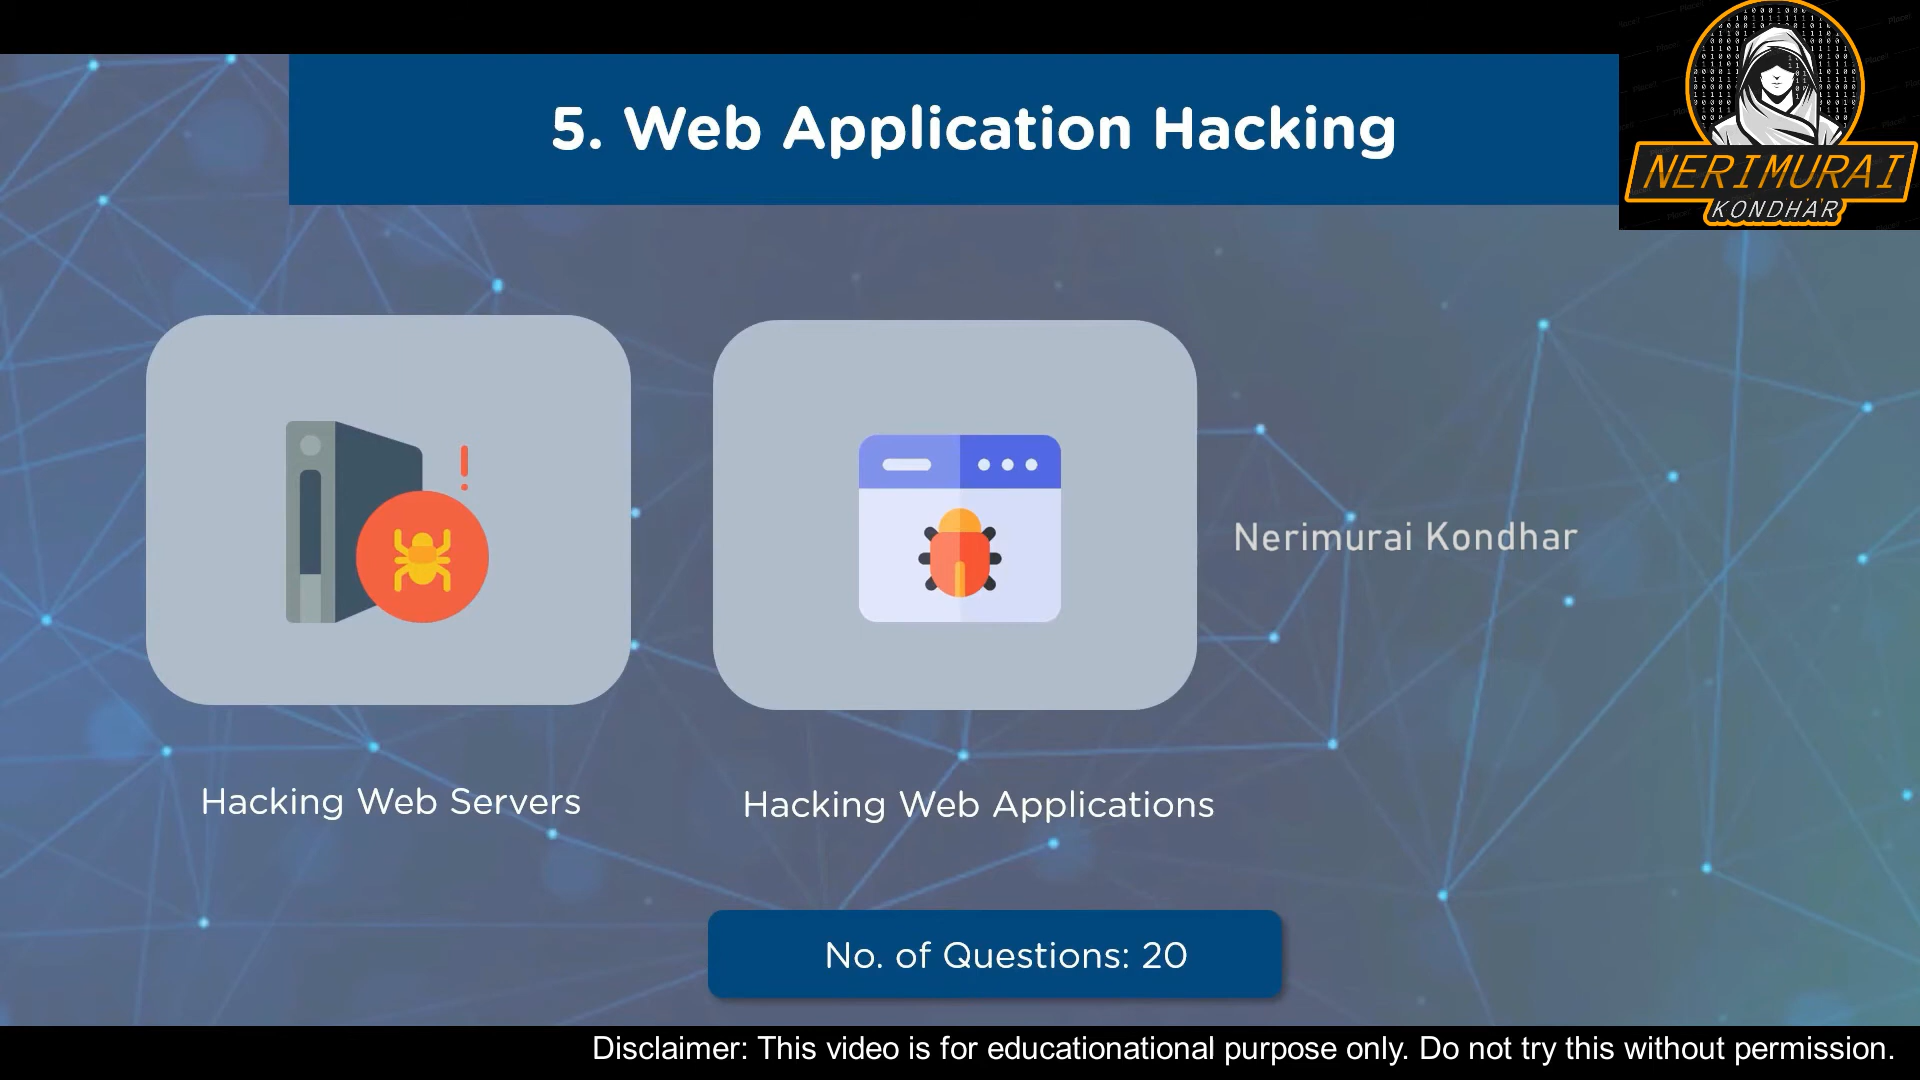 5. Web Application Hacking
NERIMURAI
KONDHAR
Nerimurai Kondhar
Hacking Web Servers
Hacking Web Applications
No. of Questions: 20
Disclaimer: This video is for educationational purpose only. Do not try this without permission.